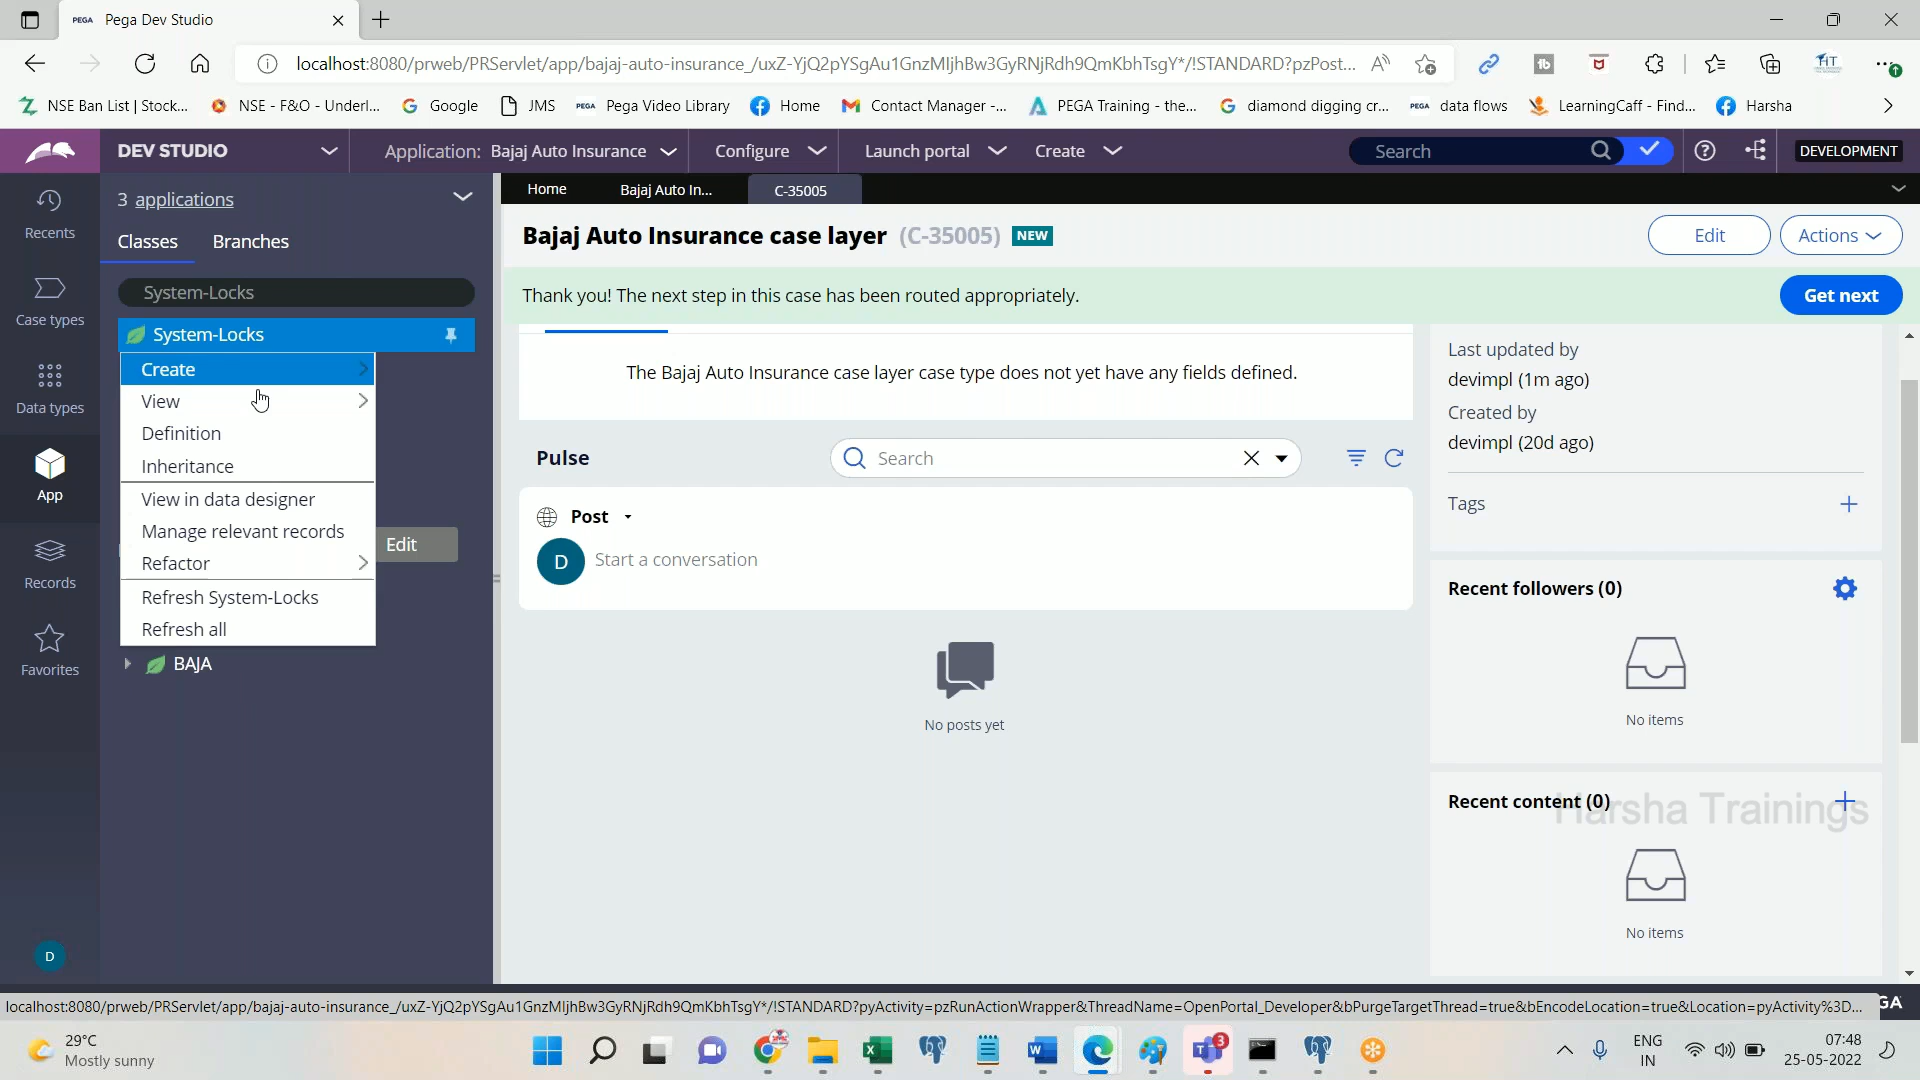 PEGA Pega Dev Studio
localhost:8080/prweb/PRServlet/app/bajaj-auto-insurance_/uxZ-YjQ2pYSgAu1GnzMIjhBw3GyRNjRdh9QmKbhTsgY*/!STANDARD?pzPost...
NSE Ban List | Stock... NSE - F&O - Underl... Google JMS PEGA Pega Video Library Home Contact Manager -... PEGA Training - the... diamond digging cr... PEGA data flows LearningCaff - Find... Harsha
DEV STUDIO Application: Bajaj Auto Insurance Configure Launch portal Create Search DEVELOPMENT
Recents
Case types
Data types
App
Records
Favorites
D
3 applications
Classes Branches
System-Locks
System-Locks
Create
View
Definition
Inheritance
View in data designer
Manage relevant records
Refactor
Refresh System-Locks
Refresh all
Edit
BAJA
Home Bajaj Auto In... C-35005
Bajaj Auto Insurance case layer (C-35005) NEW Edit Actions
Thank you! The next step in this case has been routed appropriately. Get next
The Bajaj Auto Insurance case layer case type does not yet have any fields defined.
Pulse Search
Post
D Start a conversation
No posts yet
Last updated by
devimpl (1m ago)
Created by
devimpl (20d ago)
Tags
Recent followers (0)
No items
Recent content (0)
Harsha Trainings
No items
localhost:8080/prweb/PRServlet/app/bajaj-auto-insurance_/uxZ-YjQ2pYSgAu1GnzMIjhBw3GyRNjRdh9QmKbhTsgY*/!STANDARD?pyActivity=pzRunActionWrapper&ThreadName=OpenPortal_Developer&bPurgeTargetThread=true&bEncodeLocation=true&Location=pyActivity%3D... GA
29°C
Mostly sunny
3
ENG
IN
07:48
25-05-2022